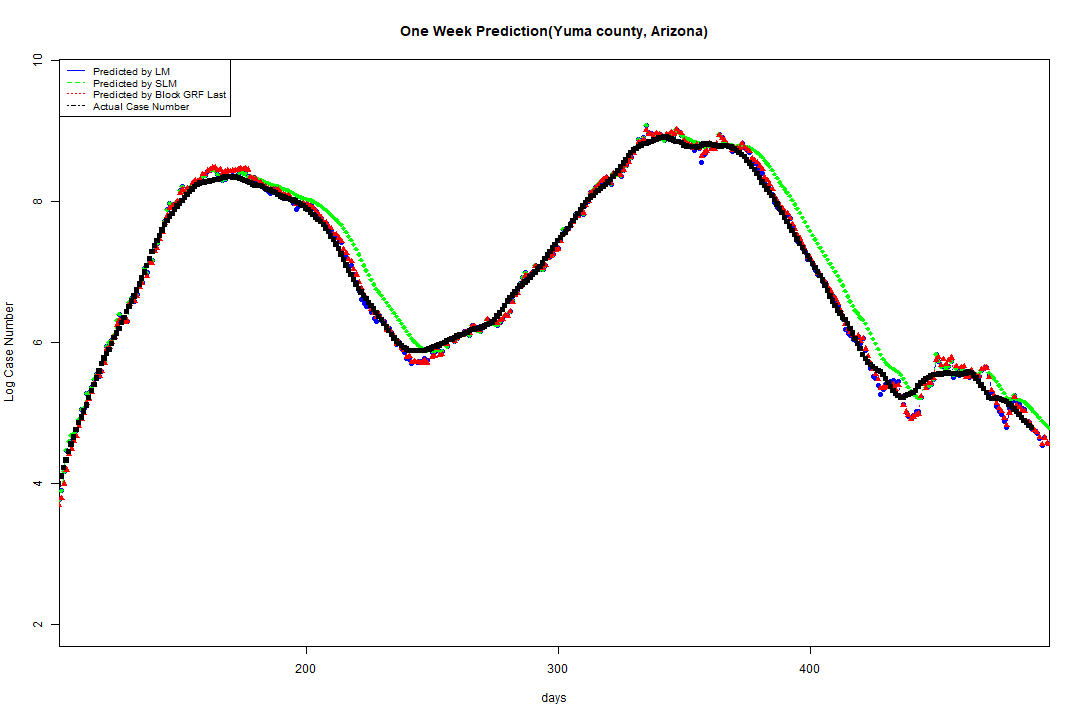 One Week Prediction(Yuma county, Arizona)
Predicted by LM
Predicted by SLM
Predicted by Block GRF Last
Actual Case Number
10
8
6
4
2
Log Case Number
200
300
400
days